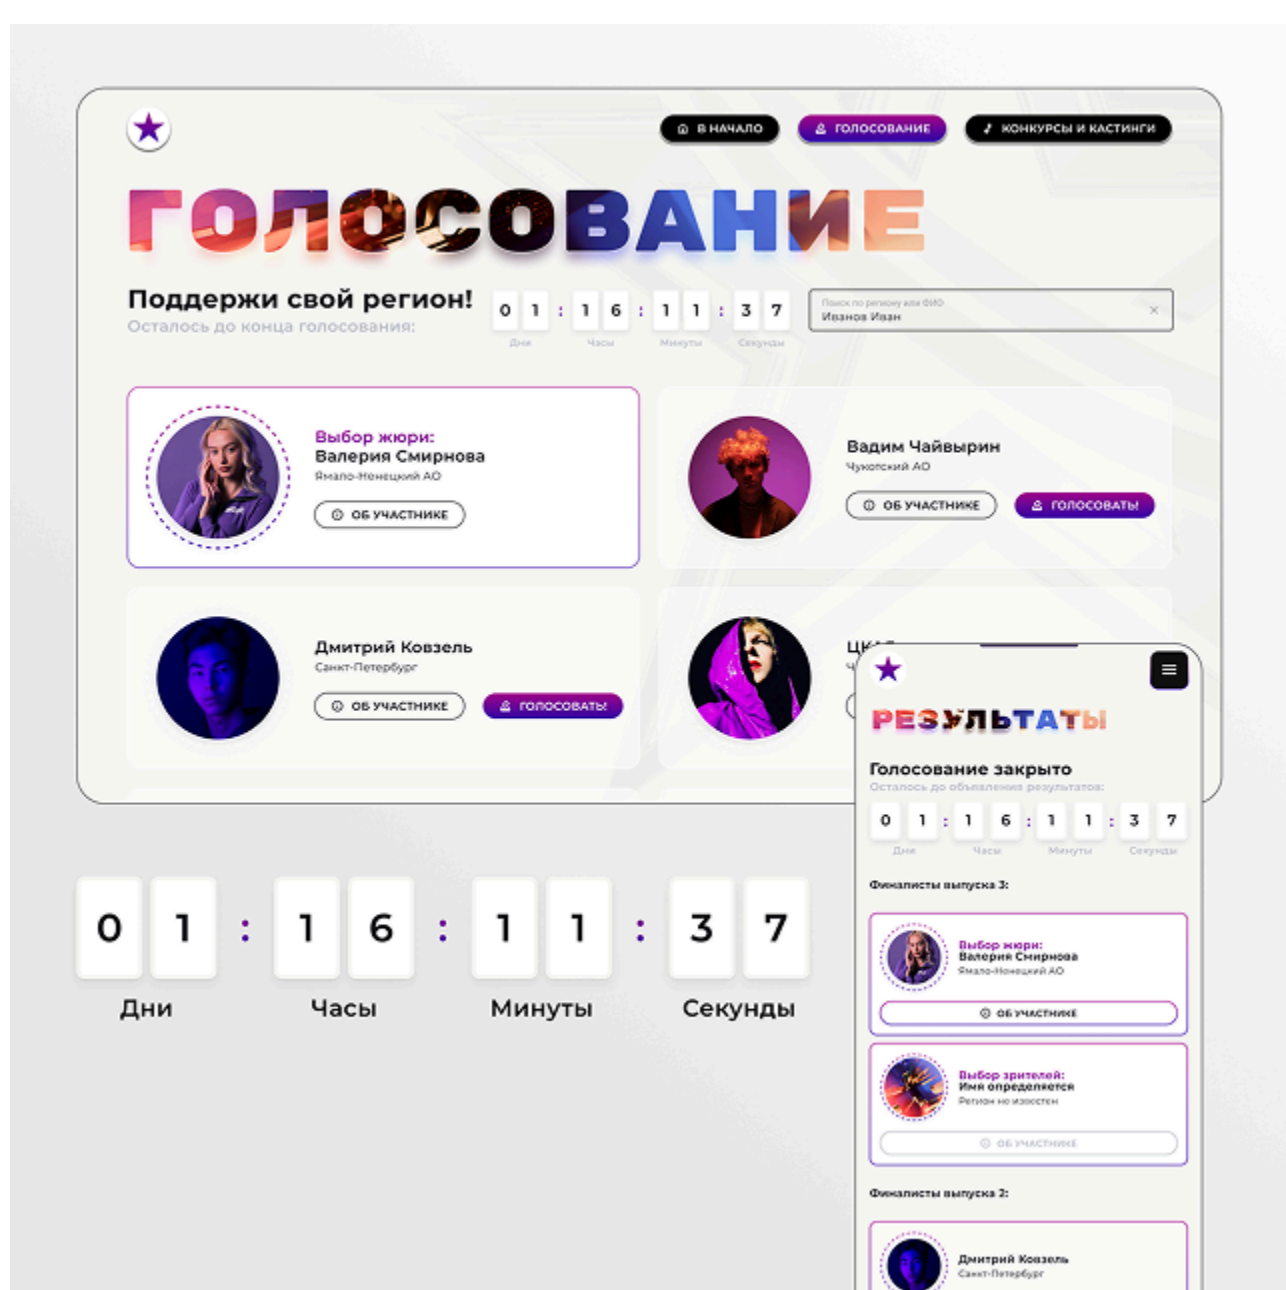 В НАЧАЛО
ГОЛОСОВАНИЕ
КОНКУРСЫ И КАСТИНГИ
ГОЛОСОВАНИЕ
Поддержи свой регион!
Осталось до конца голосования:
0 1 : 1 6 : 1 1 : 3 7
Дни Часы Минуты Секунды
Поиск по региону или ФИО
Иванов Иван
Выбор жюри:
Валерия Смирнова
Ямало-Ненецкий АО
ОБ УЧАСТНИКЕ
Вадим Чайвырин
Чукотский АО
ОБ УЧАСТНИКЕ
ГОЛОСОВАТЬ!
Дмитрий Ковзель
Санкт-Петербург
ОБ УЧАСТНИКЕ
ГОЛОСОВАТЬ!
0 1 : 1 6 : 1 1 : 3 7
Дни Часы Минуты Секунды
РЕЗУЛЬТАТЫ
Голосование закрыто
Осталось до объявления результатов:
0 1 : 1 6 : 1 1 : 3 7
Дни Часы Минуты Секунды
Финалисты выпуска 3:
Выбор жюри:
Валерия Смирнова
Ямало-Ненецкий АО
ОБ УЧАСТНИКЕ
Выбор зрителей:
Имя определяется
Регион не известен
ОБ УЧАСТНИКЕ
Финалисты выпуска 2:
Дмитрий Ковзель
Санкт-Петербург